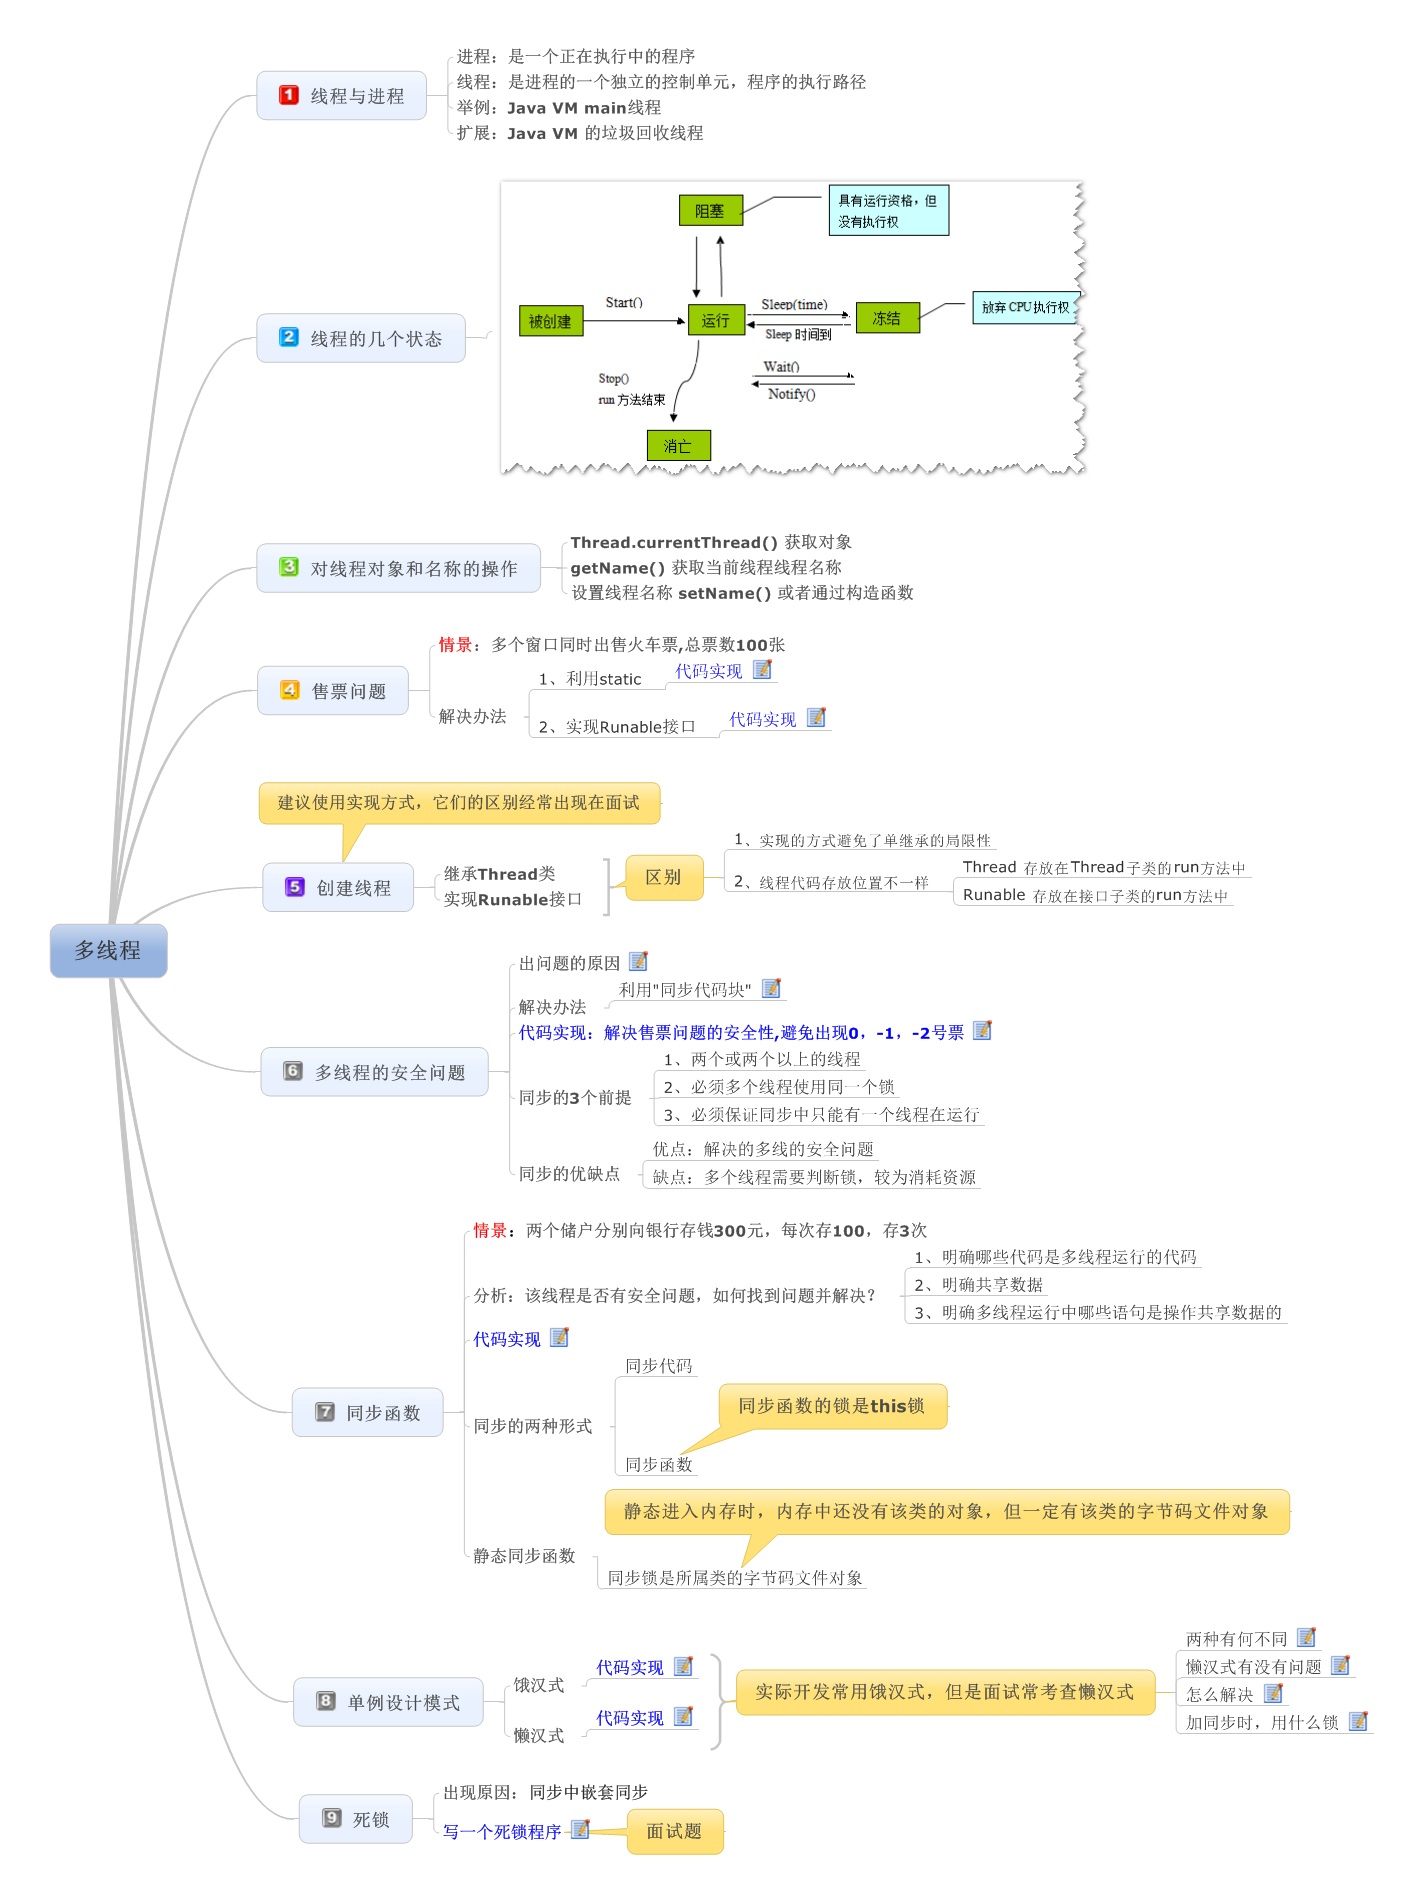 多线程
1 线程与进程
进程：是一个正在执行中的程序
线程：是进程的一个独立的控制单元，程序的执行路径
举例：Java VM main线程
扩展：Java VM 的垃圾回收线程
2 线程的几个状态
阻塞
具有运行资格，但
没有执行权
被创建
Start()
运行
Sleep(time)
Sleep 时间到
冻结
放弃 CPU 执行权
Wait()
Notify()
Stop()
run 方法结束
消亡
3 对线程对象和名称的操作
Thread.currentThread() 获取对象
getName() 获取当前线程线程名称
设置线程名称 setName() 或者通过构造函数
4 售票问题
情景：多个窗口同时出售火车票,总票数100张
解决办法
1、利用static
代码实现
2、实现Runable接口
代码实现
建议使用实现方式，它们的区别经常出现在面试
5 创建线程
继承Thread类
实现Runable接口
区别
1、实现的方式避免了单继承的局限性
2、线程代码存放位置不一样
Thread 存放在Thread子类的run方法中
Runable 存放在接口子类的run方法中
6 多线程的安全问题
出问题的原因
解决办法
利用"同步代码块"
代码实现：解决售票问题的安全性,避免出现0，-1，-2号票
同步的3个前提
1、两个或两个以上的线程
2、必须多个线程使用同一个锁
3、必须保证同步中只能有一个线程在运行
同步的优缺点
优点：解决的多线的安全问题
缺点：多个线程需要判断锁，较为消耗资源
7 同步函数
情景：两个储户分别向银行存钱300元，每次存100，存3次
分析：该线程是否有安全问题，如何找到问题并解决？
1、明确哪些代码是多线程运行的代码
2、明确共享数据
3、明确多线程运行中哪些语句是操作共享数据的
代码实现
同步的两种形式
同步代码
同步函数的锁是this锁
同步函数
静态进入内存时，内存中还没有该类的对象，但一定有该类的字节码文件对象
静态同步函数
同步锁是所属类的字节码文件对象
8 单例设计模式
饿汉式
代码实现
懒汉式
代码实现
实际开发常用饿汉式，但是面试常考查懒汉式
两种有何不同
懒汉式有没有问题
怎么解决
加同步时，用什么锁
9 死锁
出现原因：同步中嵌套同步
写一个死锁程序
面试题